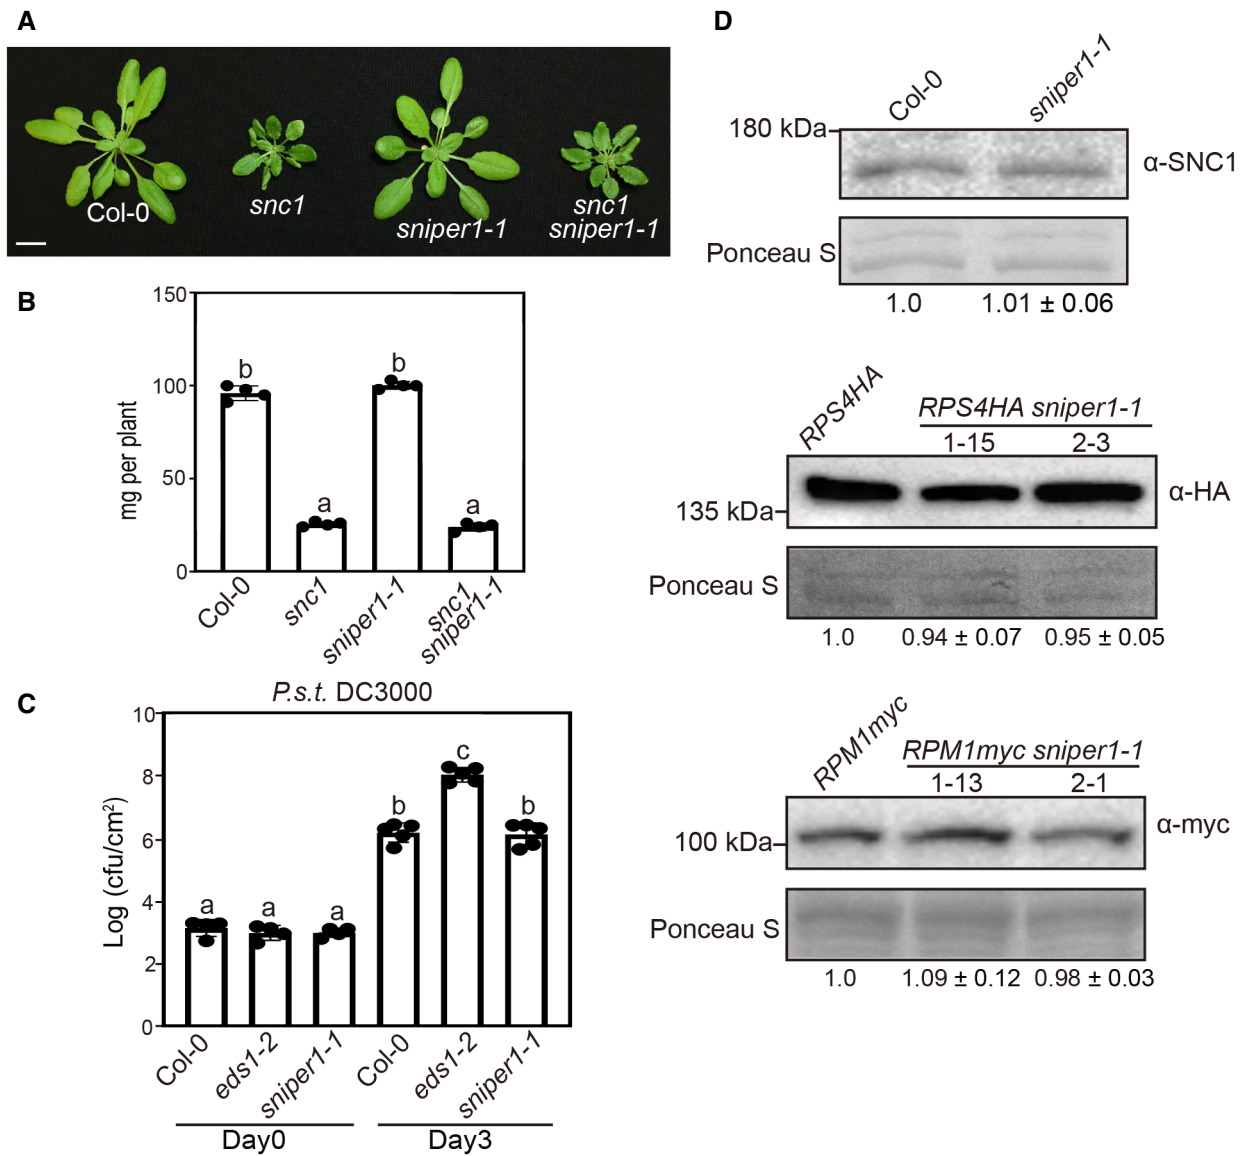 A
Col-0
snc1
sniper1-1
snc1
sniper1-1
B
150
100
50
0
mg per plant
b
a
b
a
Col-0
snc1
sniper1-1
snc1
sniper1-1
C
P.s.t. DC3000
10
8
6
4
2
0
Log (cfu/cm²)
a
a
a
b
c
b
Col-0
eds1-2
sniper1-1
Col-0
eds1-2
sniper1-1
Day0
Day3
D
Col-0
sniper1-1
180 kDa
α-SNC1
Ponceau S
1.0
1.01 ± 0.06
RPS4HA
RPS4HA sniper1-1
1-15
2-3
135 kDa
α-HA
Ponceau S
1.0
0.94 ± 0.07
0.95 ± 0.05
RPM1myc
RPM1myc sniper1-1
1-13
2-1
100 kDa
α-myc
Ponceau S
1.0
1.09 ± 0.12
0.98 ± 0.03